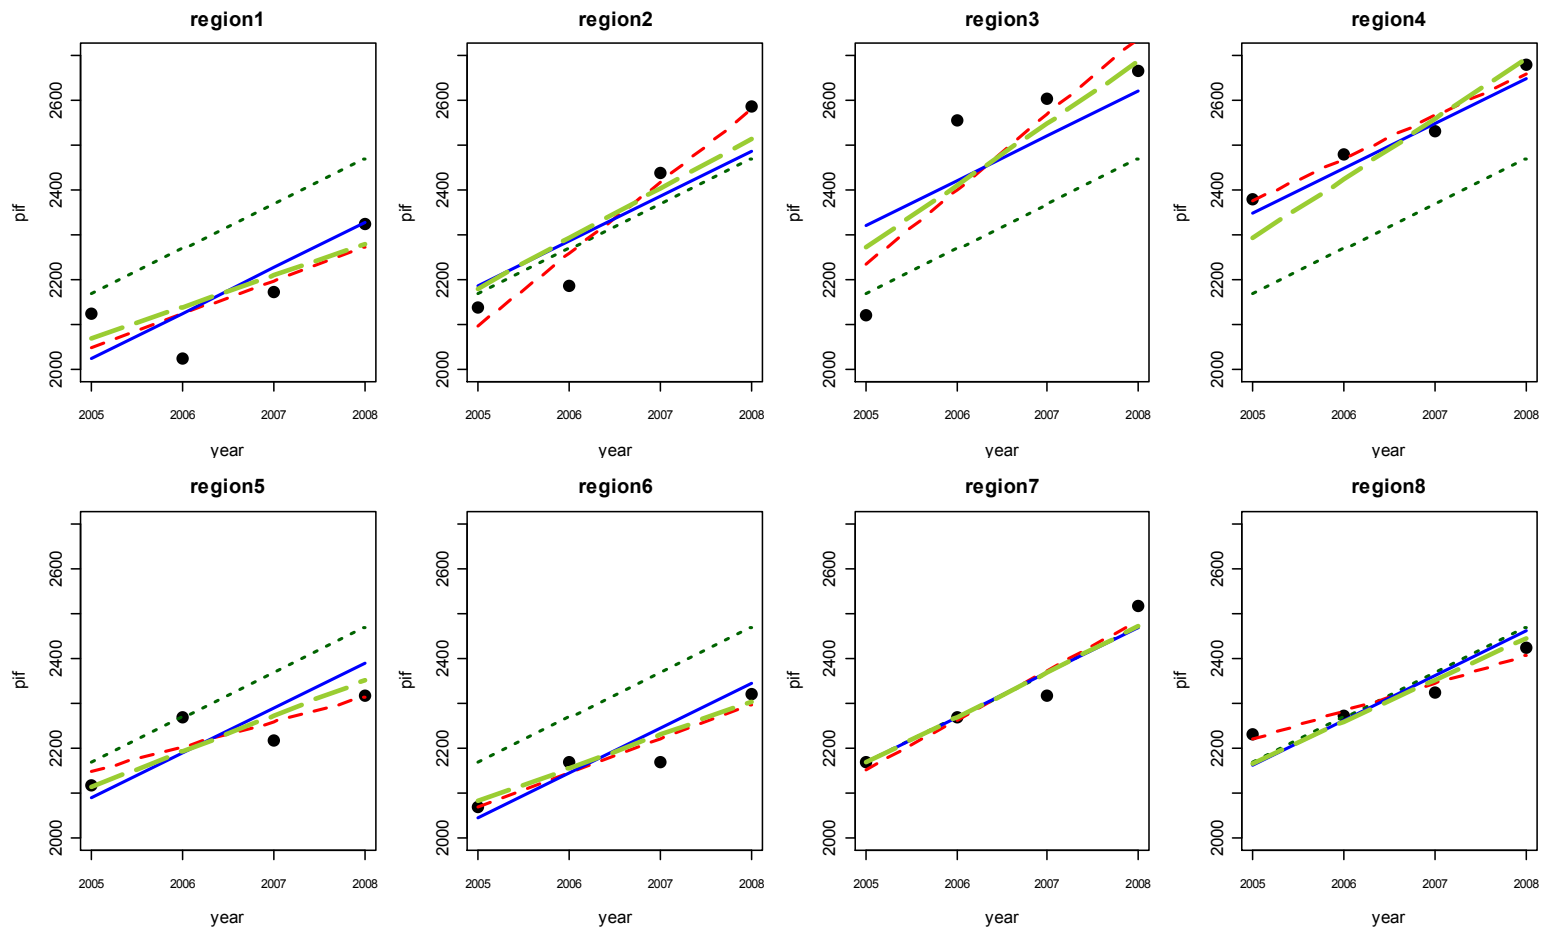 region1 region2 region3 region4
2600 2600 2600 2600
pif pif pif pif
2400 2400 2400 2400
2200 2200 2200 2200
2000 2000 2000 2000
2005 2006 2007 2008 2005 2006 2007 2008 2005 2006 2007 2008 2005 2006 2007 2008
year year year year
region5 region6 region7 region8
2600 2600 2600 2600
pif pif pif pif
2400 2400 2400 2400
2200 2200 2200 2200
2000 2000 2000 2000
2005 2006 2007 2008 2005 2006 2007 2008 2005 2006 2007 2008 2005 2006 2007 2008
year year year year